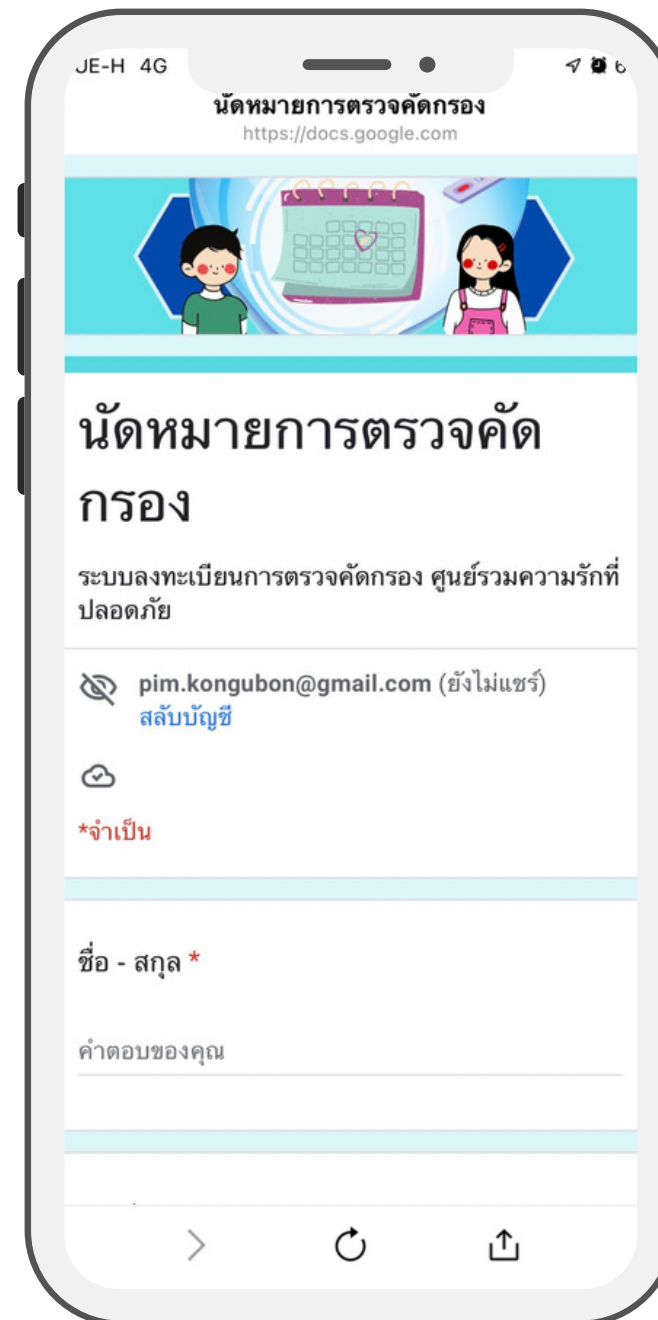 UE-H 4G
นัดหมายการตรวจคัดกรอง
https://docs.google.com
นัดหมายการตรวจคัด
กรอง
ระบบลงทะเบียนการตรวจคัดกรอง ศูนย์รวมความรักที่
ปลอดภัย
pim.kongubon@gmail.com (ยังไม่แชร์)
สลับบัญชี
*จำเป็น
ชื่อ - สกุล *
คำตอบของคุณ